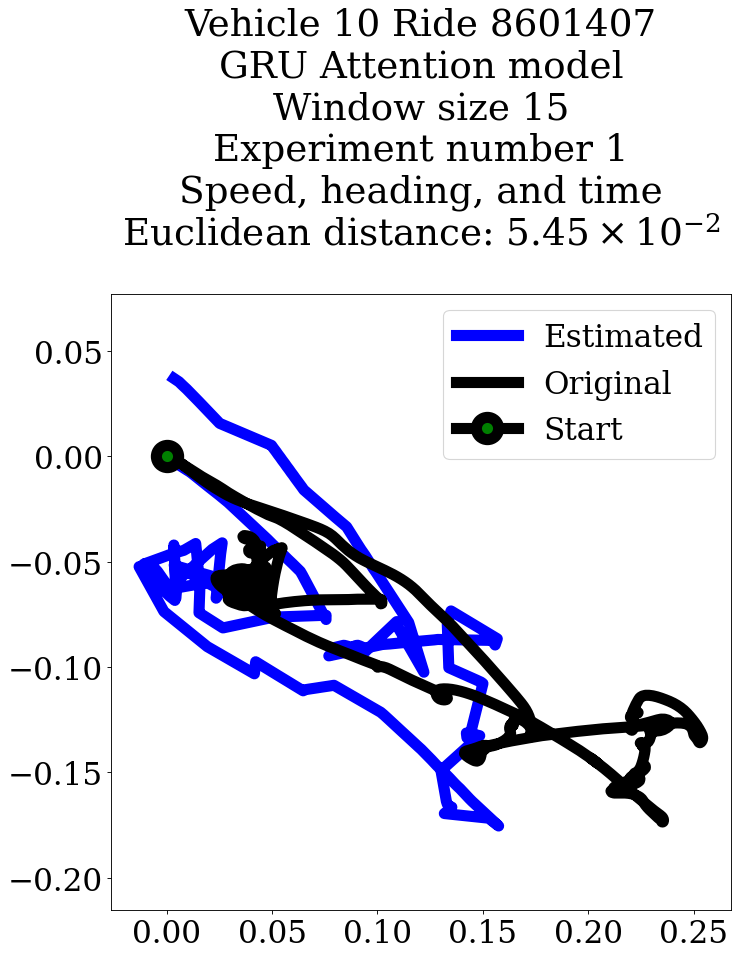 Vehicle 10 Ride 8601407
GRU Attention model
Window size 15
Experiment number 1
Speed, heading, and time
Euclidean distance: 5.45 × 10⁻²
Estimated
Original
Start
0.05
0.00
−0.05
−0.10
−0.15
−0.20
0.00 0.05 0.10 0.15 0.20 0.25